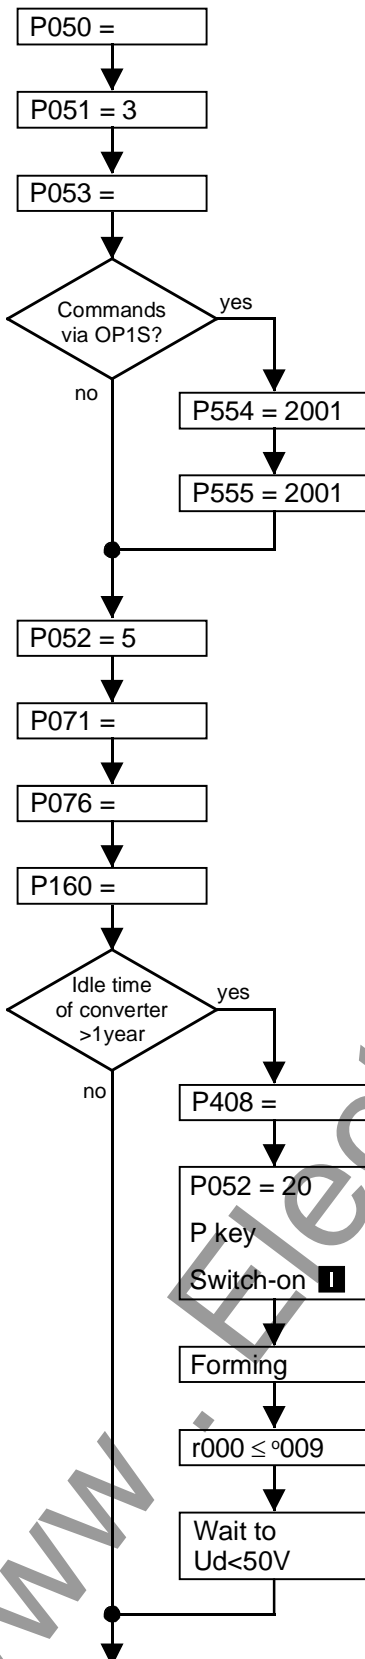 P050 =
P051 = 3
P053 =
Commands
via OP1S?
yes
no
P554 = 2001
P555 = 2001
P052 = 5
P071 =
P076 =
P160 =
Idle time
of converter
>1year
yes
no
P408 =
P052 = 20
P key
Switch-on I
Forming
r000 ≤ °009
Wait to
Ud<50V